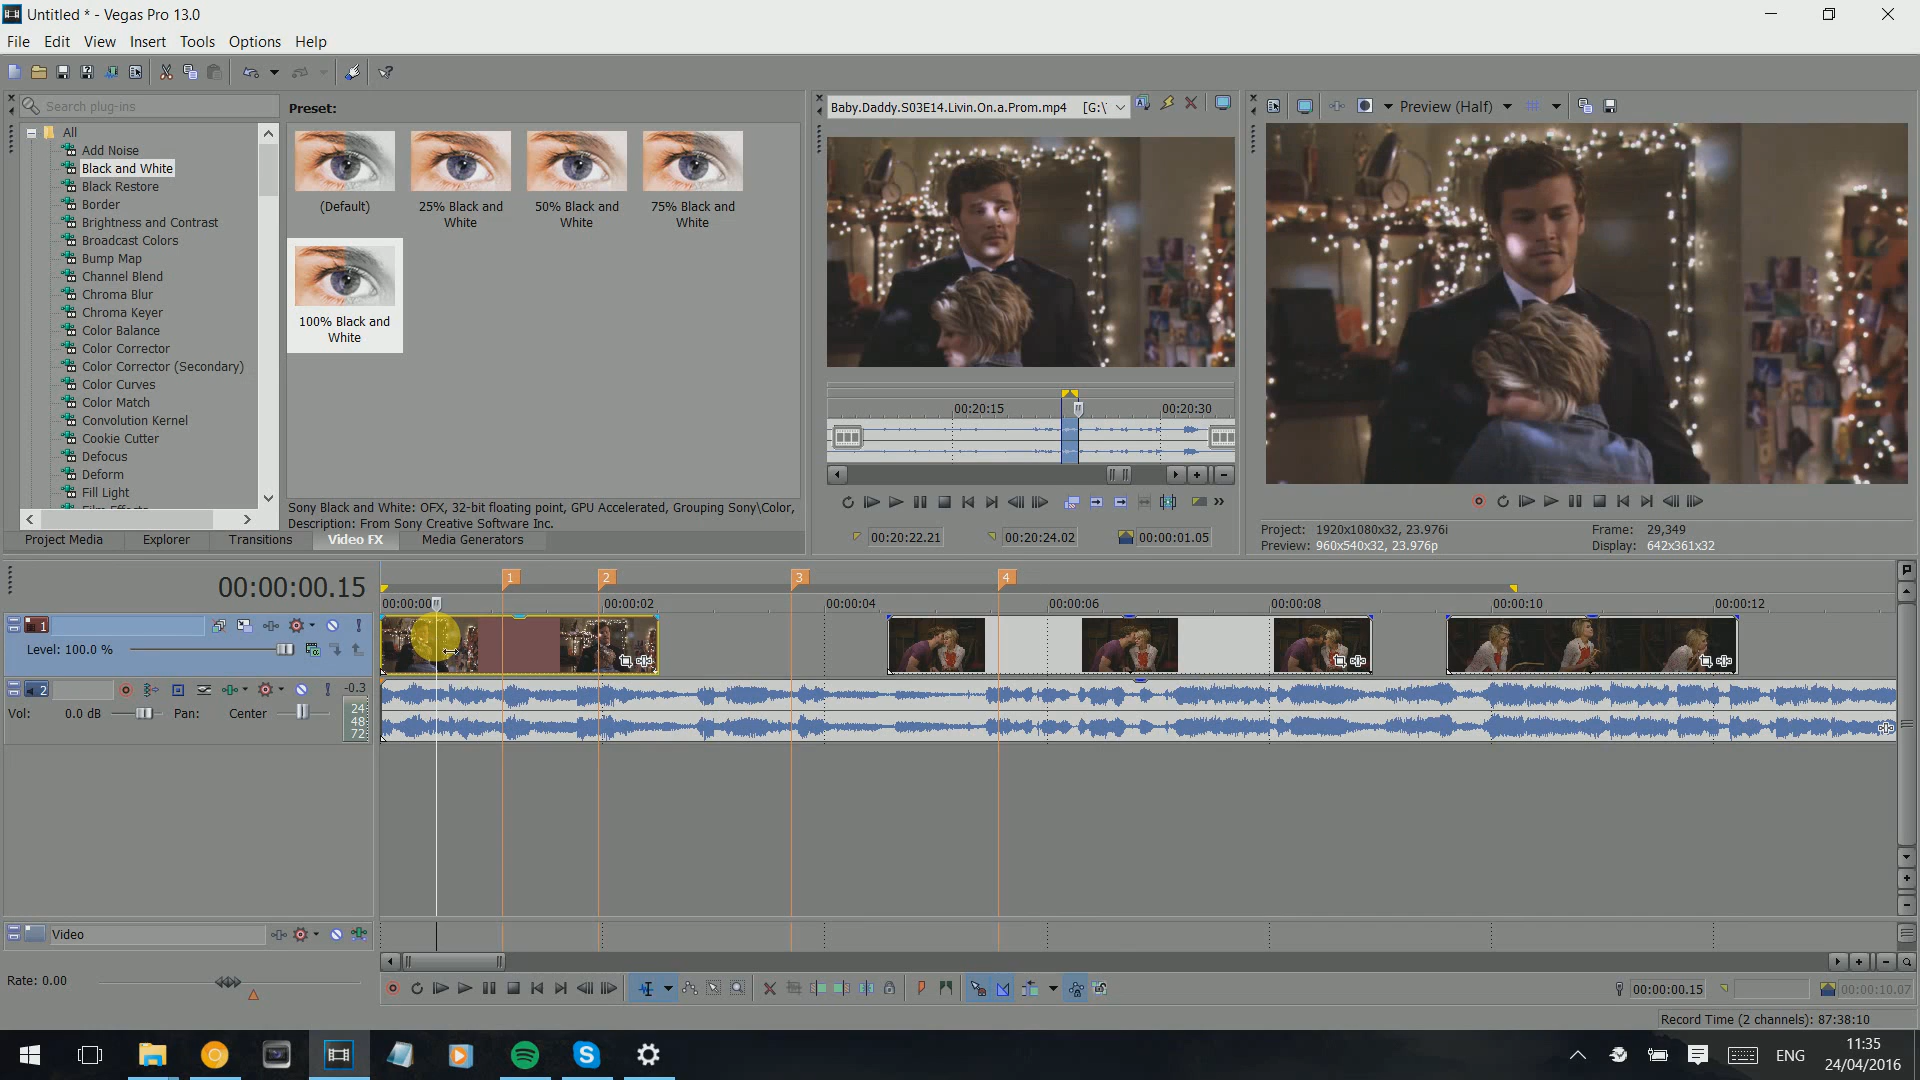 Untitled * - Vegas Pro 13.0
File Edit View Insert Tools Options Help
Search plug-ins
Preset:
All
Add Noise
Black and White
Black Restore
Border
Brightness and Contrast
Broadcast Colors
Bump Map
Channel Blend
Chroma Blur
Chroma Keyer
Color Balance
Color Corrector
Color Corrector (Secondary)
Color Curves
Color Match
Convolution Kernel
Cookie Cutter
Defocus
Deform
Fill Light
Film Effects
(Default)
25% Black and White
50% Black and White
75% Black and White
100% Black and White
Sony Black and White: OFX, 32-bit floating point, GPU Accelerated, Grouping Sony\Color,
Description: From Sony Creative Software Inc.
Project Media Explorer Transitions Video FX Media Generators
Baby.Daddy.S03E14.Livin.On.a.Prom.mp4 [G:\
00:20:15 00:20:30
00:20:22.21 00:20:24.02 00:00:01.05
Preview (Half)
Project: 1920x1080x32, 23.976i
Preview: 960x540x32, 23.976p
Frame: 29,349
Display: 642x361x32
00:00:00.15
1 2 3 4
00:00:00 00:00:02 00:00:04 00:00:06 00:00:08 00:00:10 00:00:12
1
Level: 100.0 %
2
-0.3
Vol: 0.0 dB Pan: Center
24
48
72
Video
Rate: 0.00
00:00:00.15 00:00:10.07
Record Time (2 channels): 87:38:10
ENG
11:35
24/04/2016